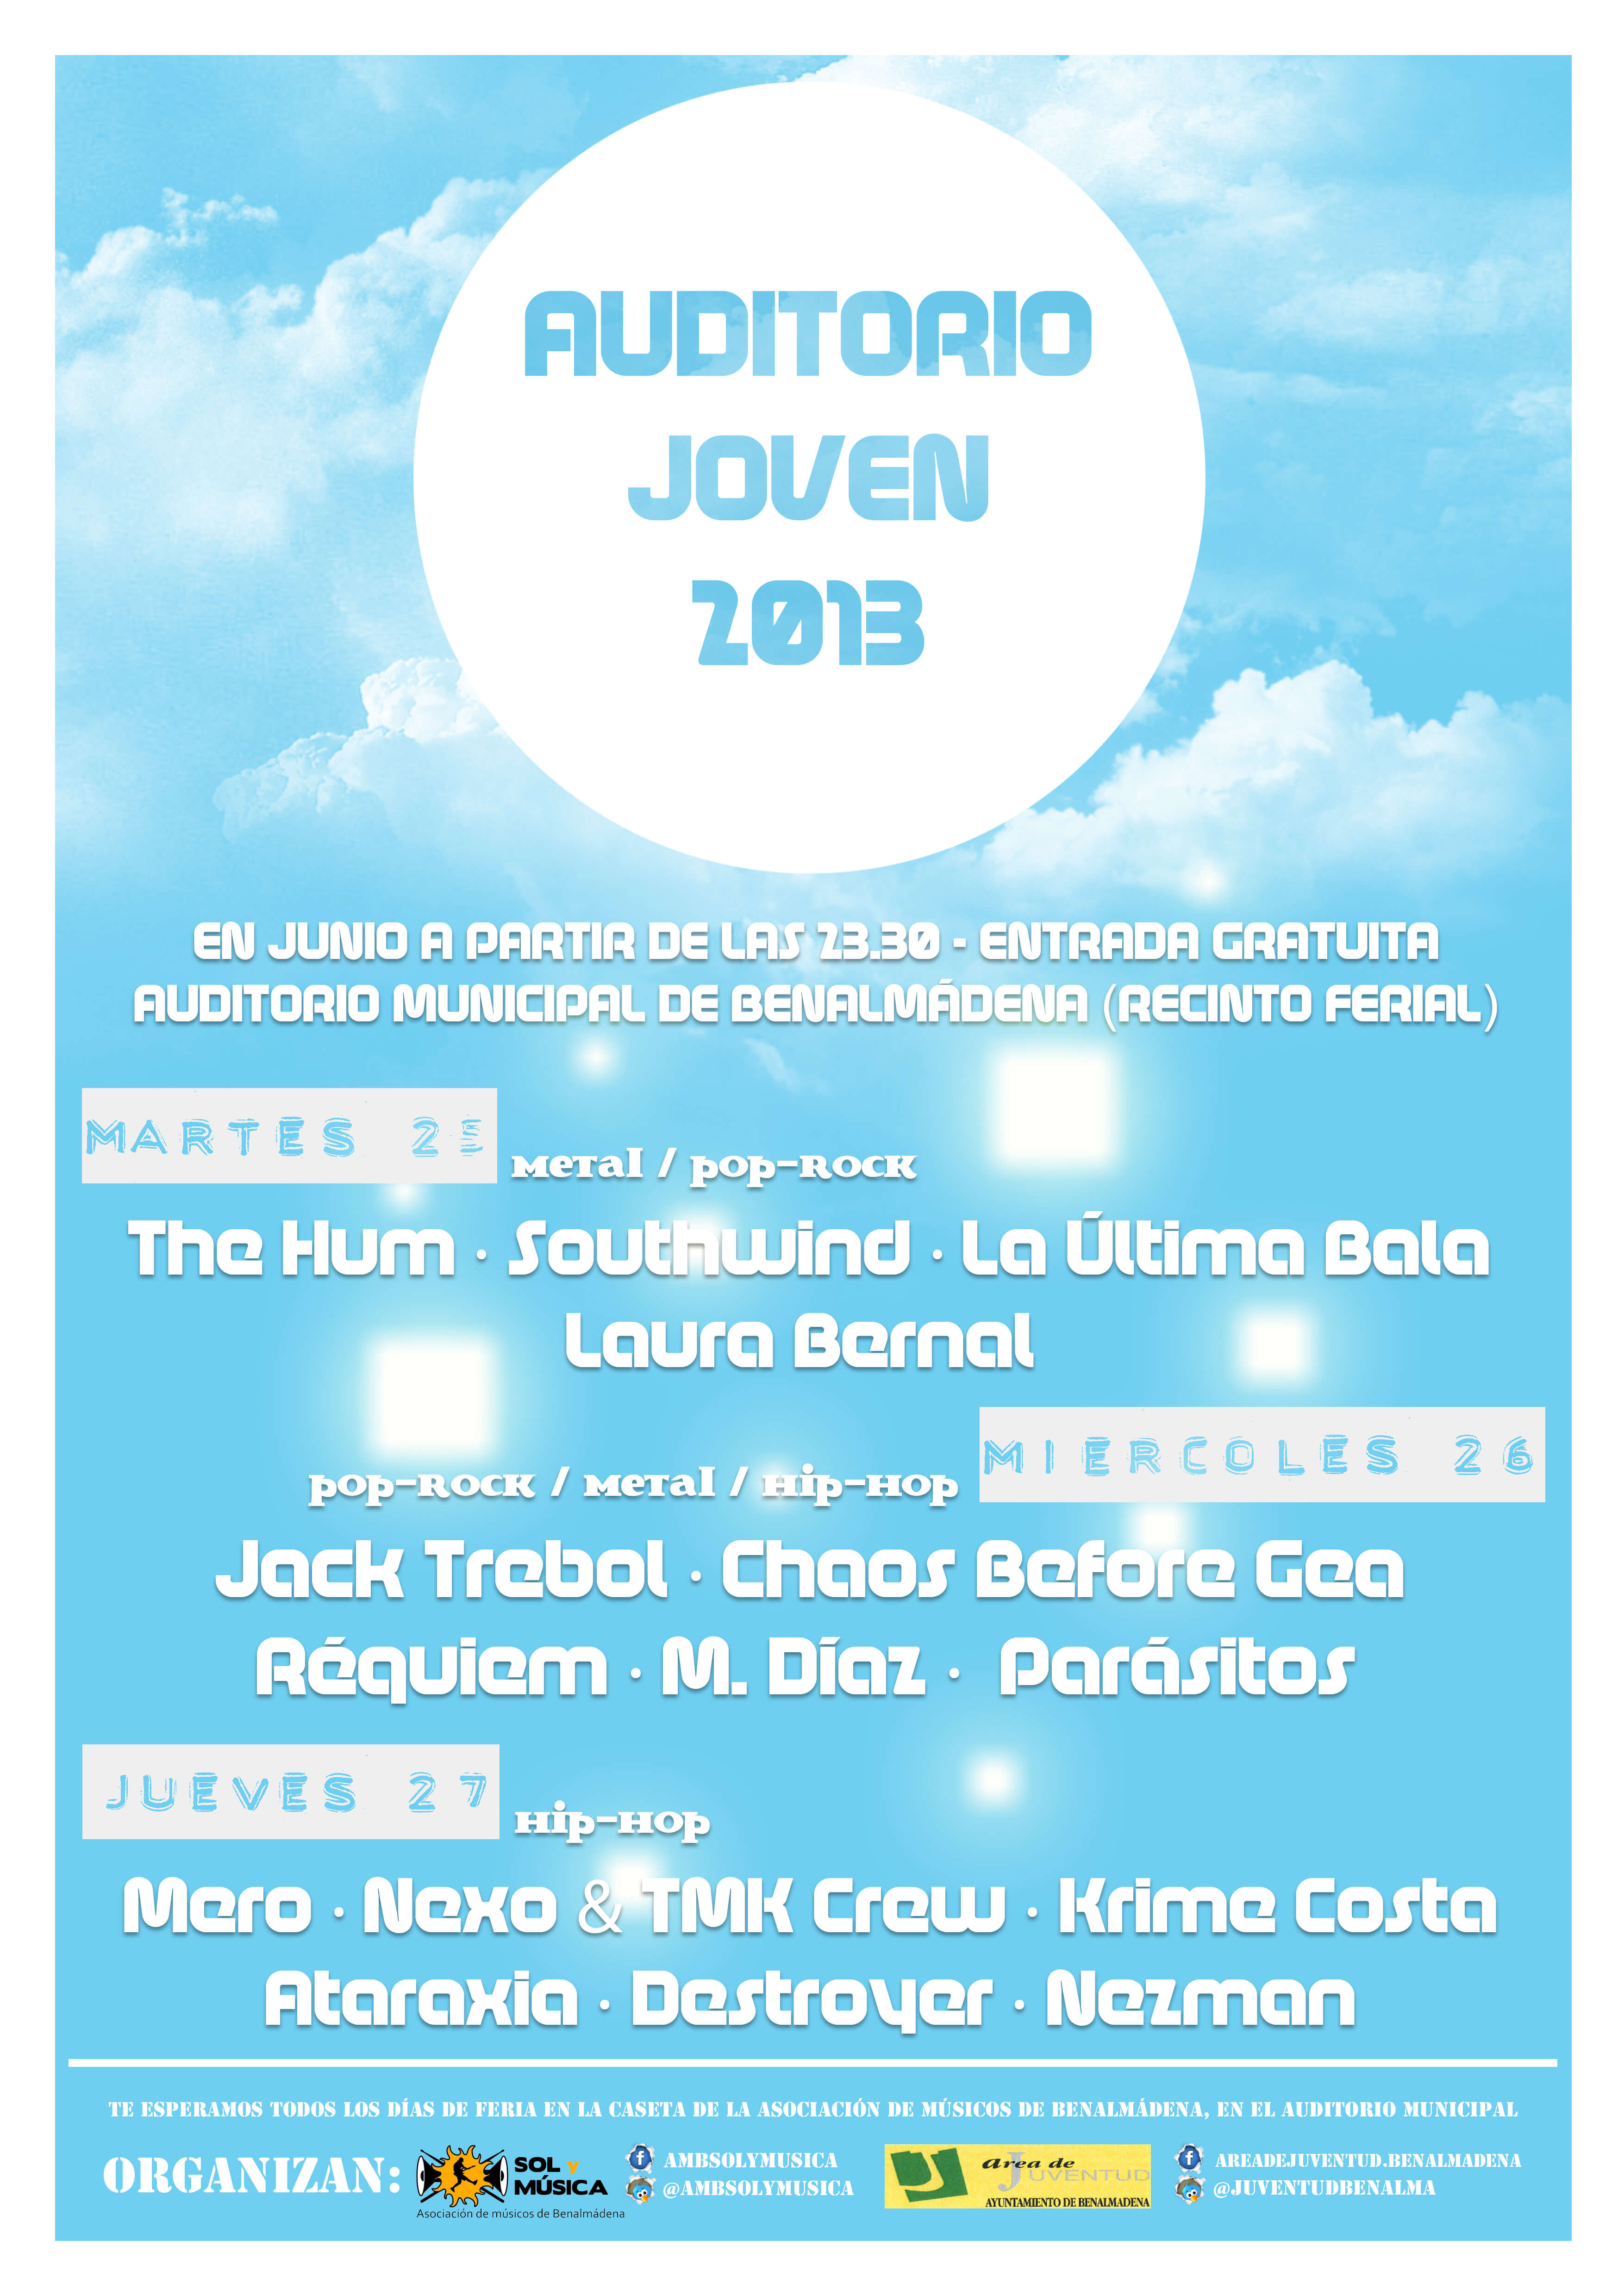 AUDITORIO
JOVEN
2013
EN JUNIO A PARTIR DE LAS 23.30 - ENTRADA GRATUITA
AUDITORIO MUNICIPAL DE BENALMÁDENA (RECINTO FERIAL)
MARTES 25
METAL / POP-ROCK
The Hum · Southwind · La Última Bala
Laura Bernal
POP-ROCK / METAL / HIP-HOP
MIERCOLES 26
Jack Trebol · Chaos Before Gea
Réquiem · M. Díaz · Parásitos
JUEVES 27
HIP-HOP
Mero · Nexo & TMK Crew · Krime Costa
Ataraxia · Destroyer · Nezman
TE ESPERAMOS TODOS LOS DÍAS DE FERIA EN LA CASETA DE LA ASOCIACIÓN DE MÚSICOS DE BENALMÁDENA, EN EL AUDITORIO MUNICIPAL
ORGANIZAN:
SOL Y
MÚSICA
Asociación de músicos de Benalmádena
AMBSOLYMUSICA
@AMBSOLYMUSICA
area de
JUVENTUD
AYUNTAMIENTO DE BENALMADENA
AREADEJUVENTUD.BENALMADENA
@JUVENTUDBENALMA